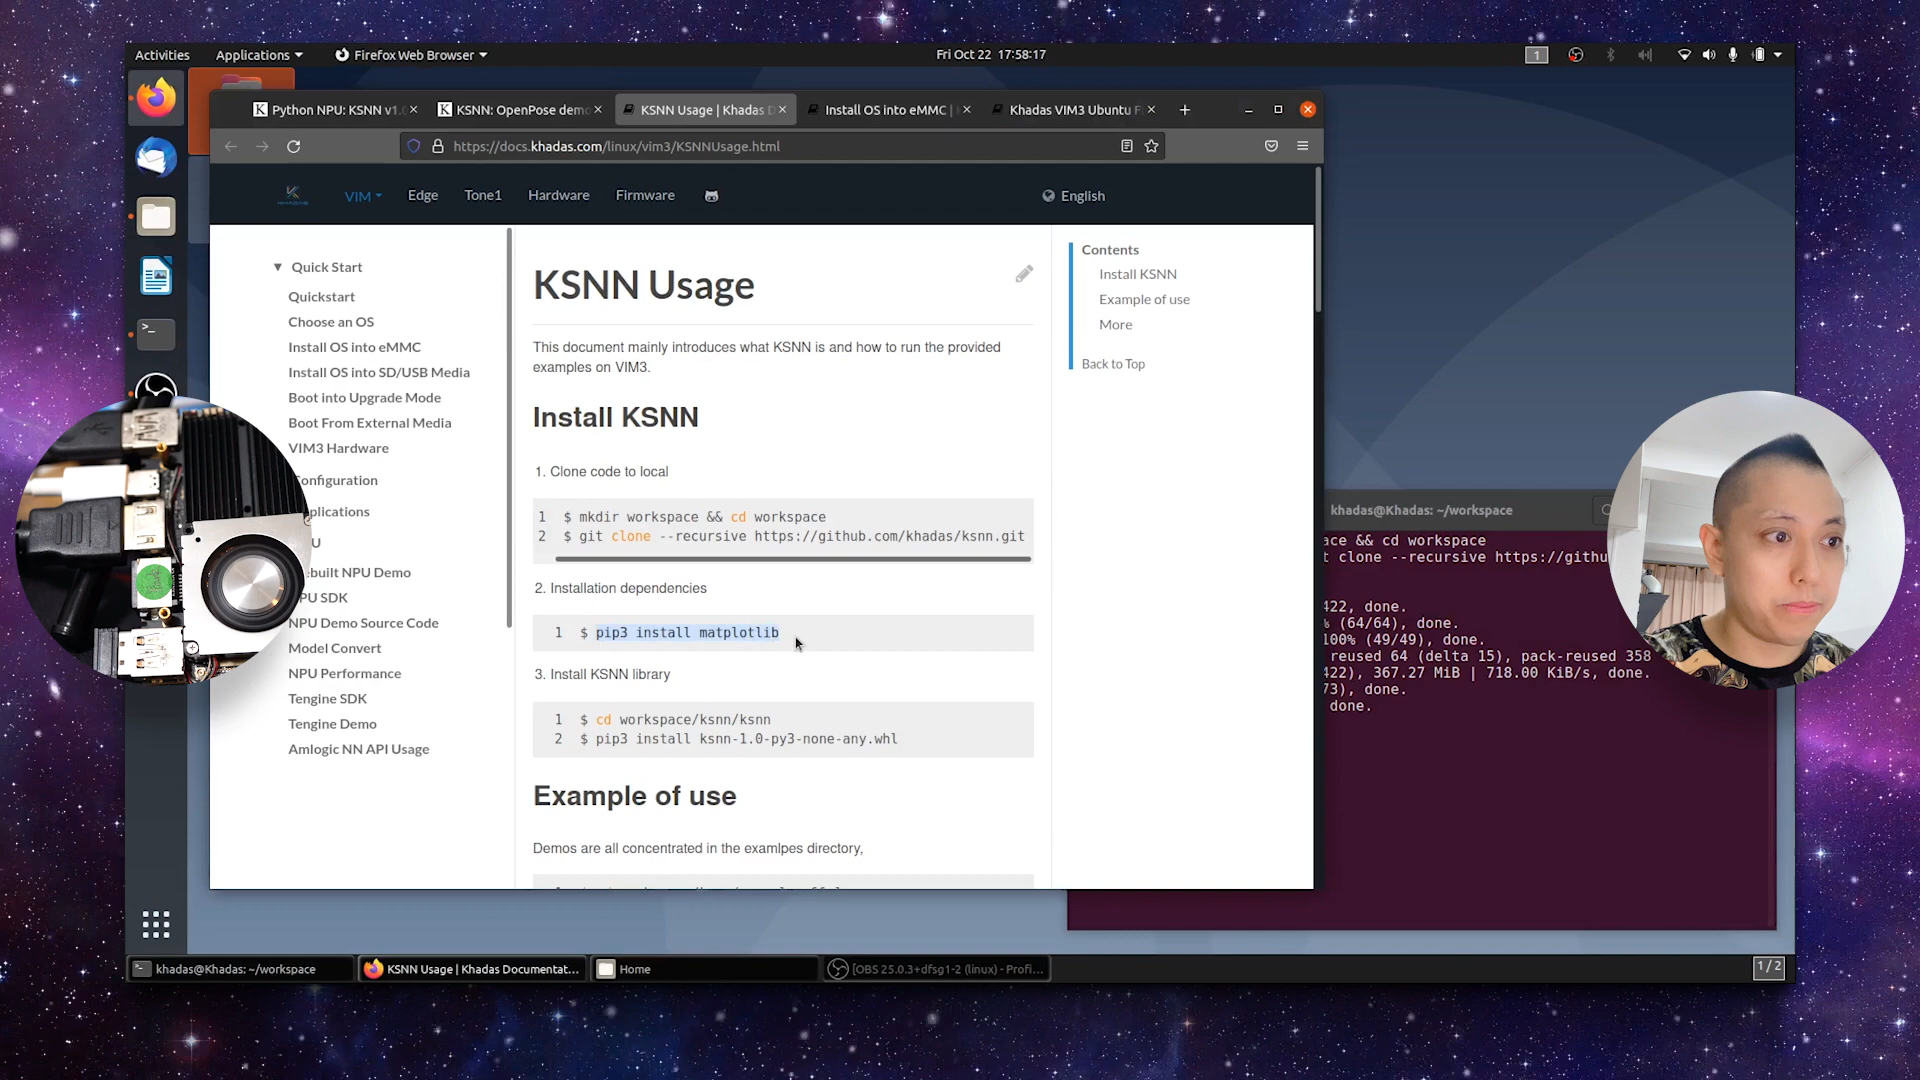 Activities
Applications
Firefox Web Browser
Fri Oct 22 17:58:17
1
Python NPU: KSNN v1.
KSNN: OpenPose dem
KSNN Usage | Khadas D
Install OS into eMMC |
Khadas VIM3 Ubuntu F
https://docs.khadas.com/linux/vim3/KSNNUsage.html
VIM
Edge
Tone1
Hardware
Firmware
English
Quick Start
Quickstart
Choose an OS
Install OS into eMMC
Install OS into SD/USB Media
Boot into Upgrade Mode
Boot From External Media
VIM3 Hardware
onfiguration
plications
U
ebuilt NPU Demo
PU SDK
NPU Demo Source Code
Model Convert
NPU Performance
Tengine SDK
Tengine Demo
Amlogic NN API Usage
KSNN Usage
This document mainly introduces what KSNN is and how to run the provided
examples on VIM3.
Install KSNN
1. Clone code to local
1 $ mkdir workspace && cd workspace
2 $ git clone --recursive https://github.com/khadas/ksnn.git
2. Installation dependencies
1 $ pip3 install matplotlib
3. Install KSNN library
1 $ cd workspace/ksnn/ksnn
2 $ pip3 install ksnn-1.0-py3-none-any.whl
Example of use
Demos are all concentrated in the examlpes directory,
Contents
Install KSNN
Example of use
More
Back to Top
khadas@Khadas: ~/workspace
ce && cd workspace
t clone --recursive https://githu
422, done.
% (64/64), done.
100% (49/49), done.
reused 64 (delta 15), pack-reused 358
422), 367.27 MiB | 718.00 KiB/s, done.
73), done.
done.
khadas@Khadas: ~/workspace
KSNN Usage | Khadas Documentat...
Home
[OBS 25.0.3+dfsg1-2 (linux) - Profi...
1 / 2